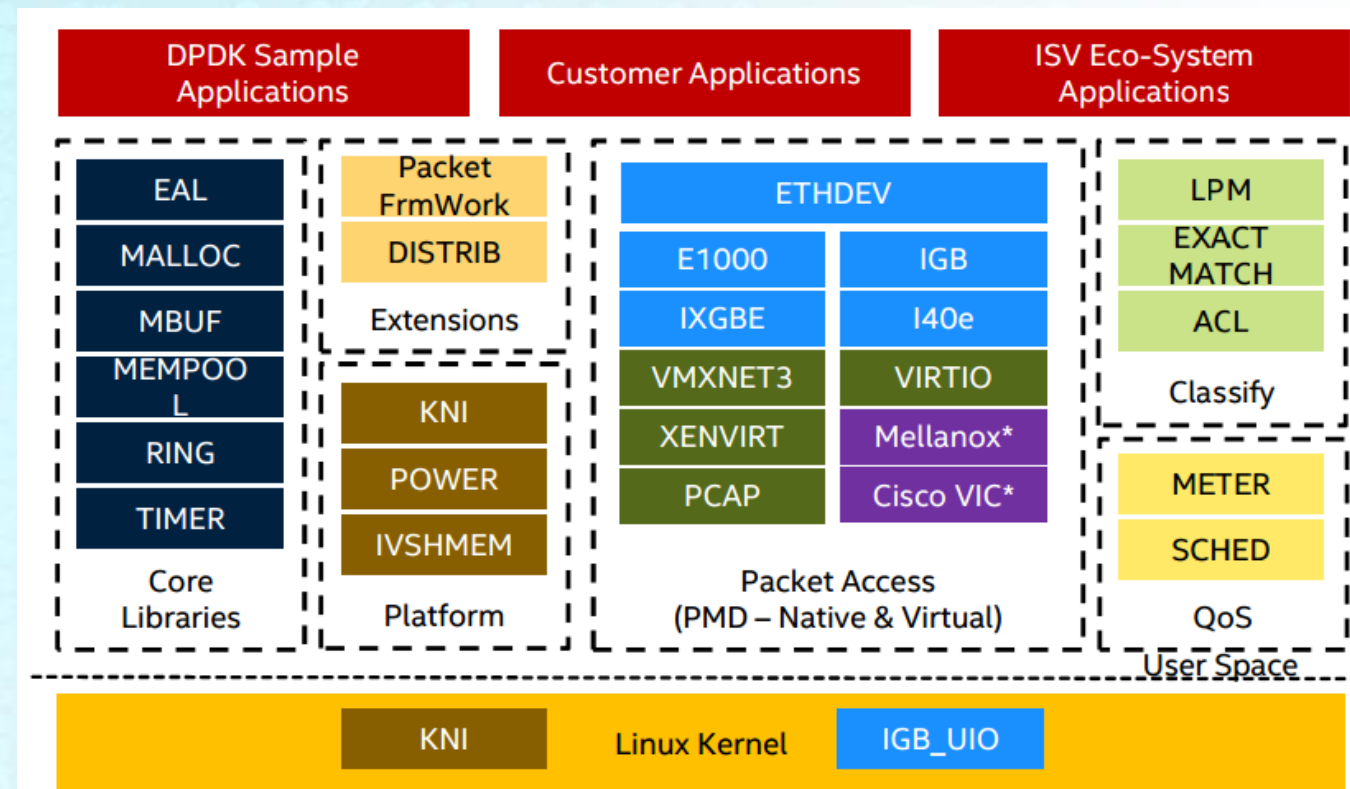 DPDK Sample
Applications
Customer Applications
ISV Eco-System
Applications
EAL
MALLOC
MBUF
MEMPOO
L
RING
TIMER
Core
Libraries
Packet
FrmWork
DISTRIB
Extensions
KNI
POWER
IVSHMEM
Platform
ETHDEV
E1000
IGB
IXGBE
I40e
VMXNET3
VIRTIO
XENVIRT
Mellanox*
PCAP
Cisco VIC*
Packet Access
(PMD – Native & Virtual)
LPM
EXACT
MATCH
ACL
Classify
METER
SCHED
QoS
User Space
KNI
Linux Kernel
IGB_UIO